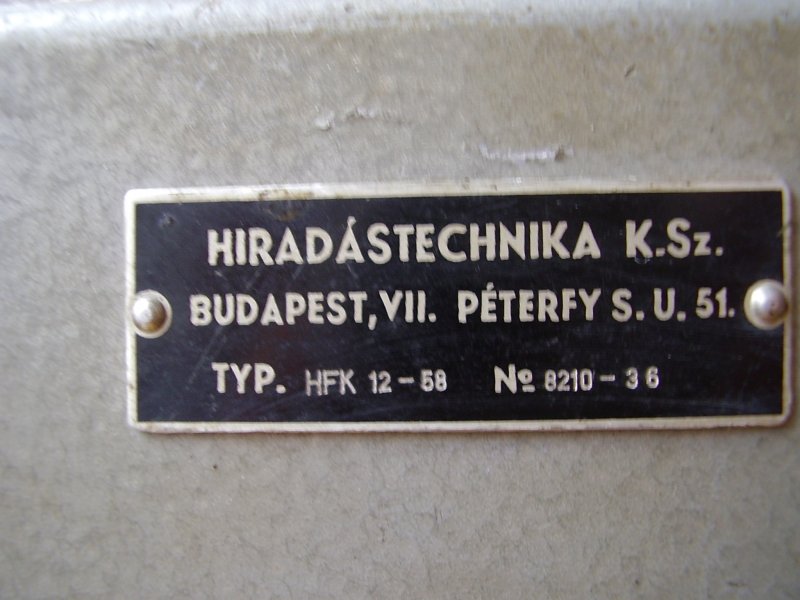 HIRADÁSTECHNIKA K.Sz.
BUDAPEST, VII. PÉTERFY S. U. 51.
TYP. HFK 12-58 No 8210-36